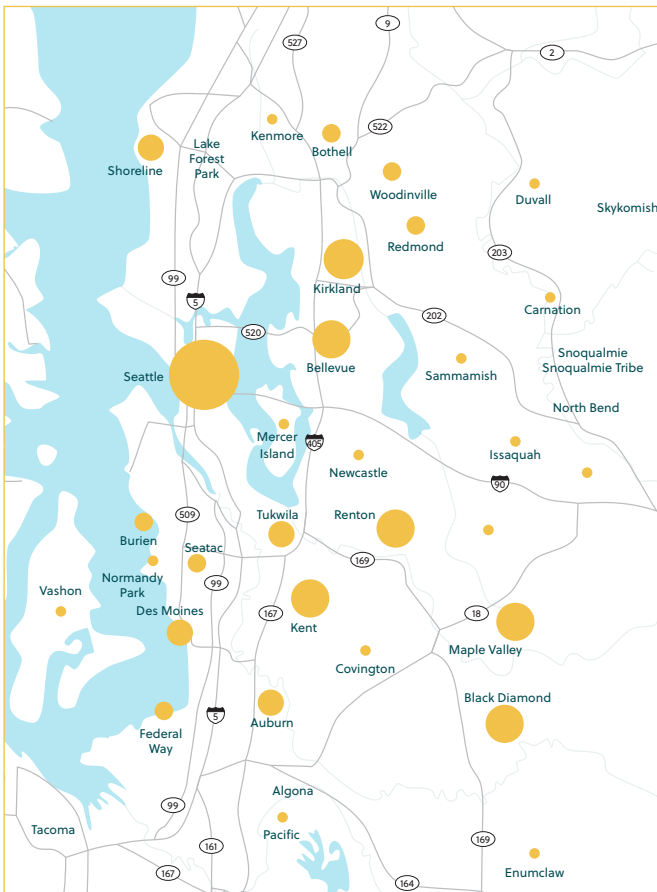 9
527
2
Kenmore
522
Bothell
Lake
Forest
Park
Shoreline
Woodinville
Duvall
Skykomish
Redmond
203
99
Kirkland
5
Carnation
202
520
Snoqualmie
Snoqualmie Tribe
Bellevue
Seattle
Sammamish
North Bend
Mercer
Island
405
Issaquah
Newcastle
90
509
Tukwila
Renton
Burien
Seatac
169
Normandy
Park
99
Vashon
Des Moines
167
18
Kent
Maple Valley
Covington
Black Diamond
5
Auburn
Federal
Way
Algona
99
Pacific
Tacoma
161
169
167
164
Enumclaw